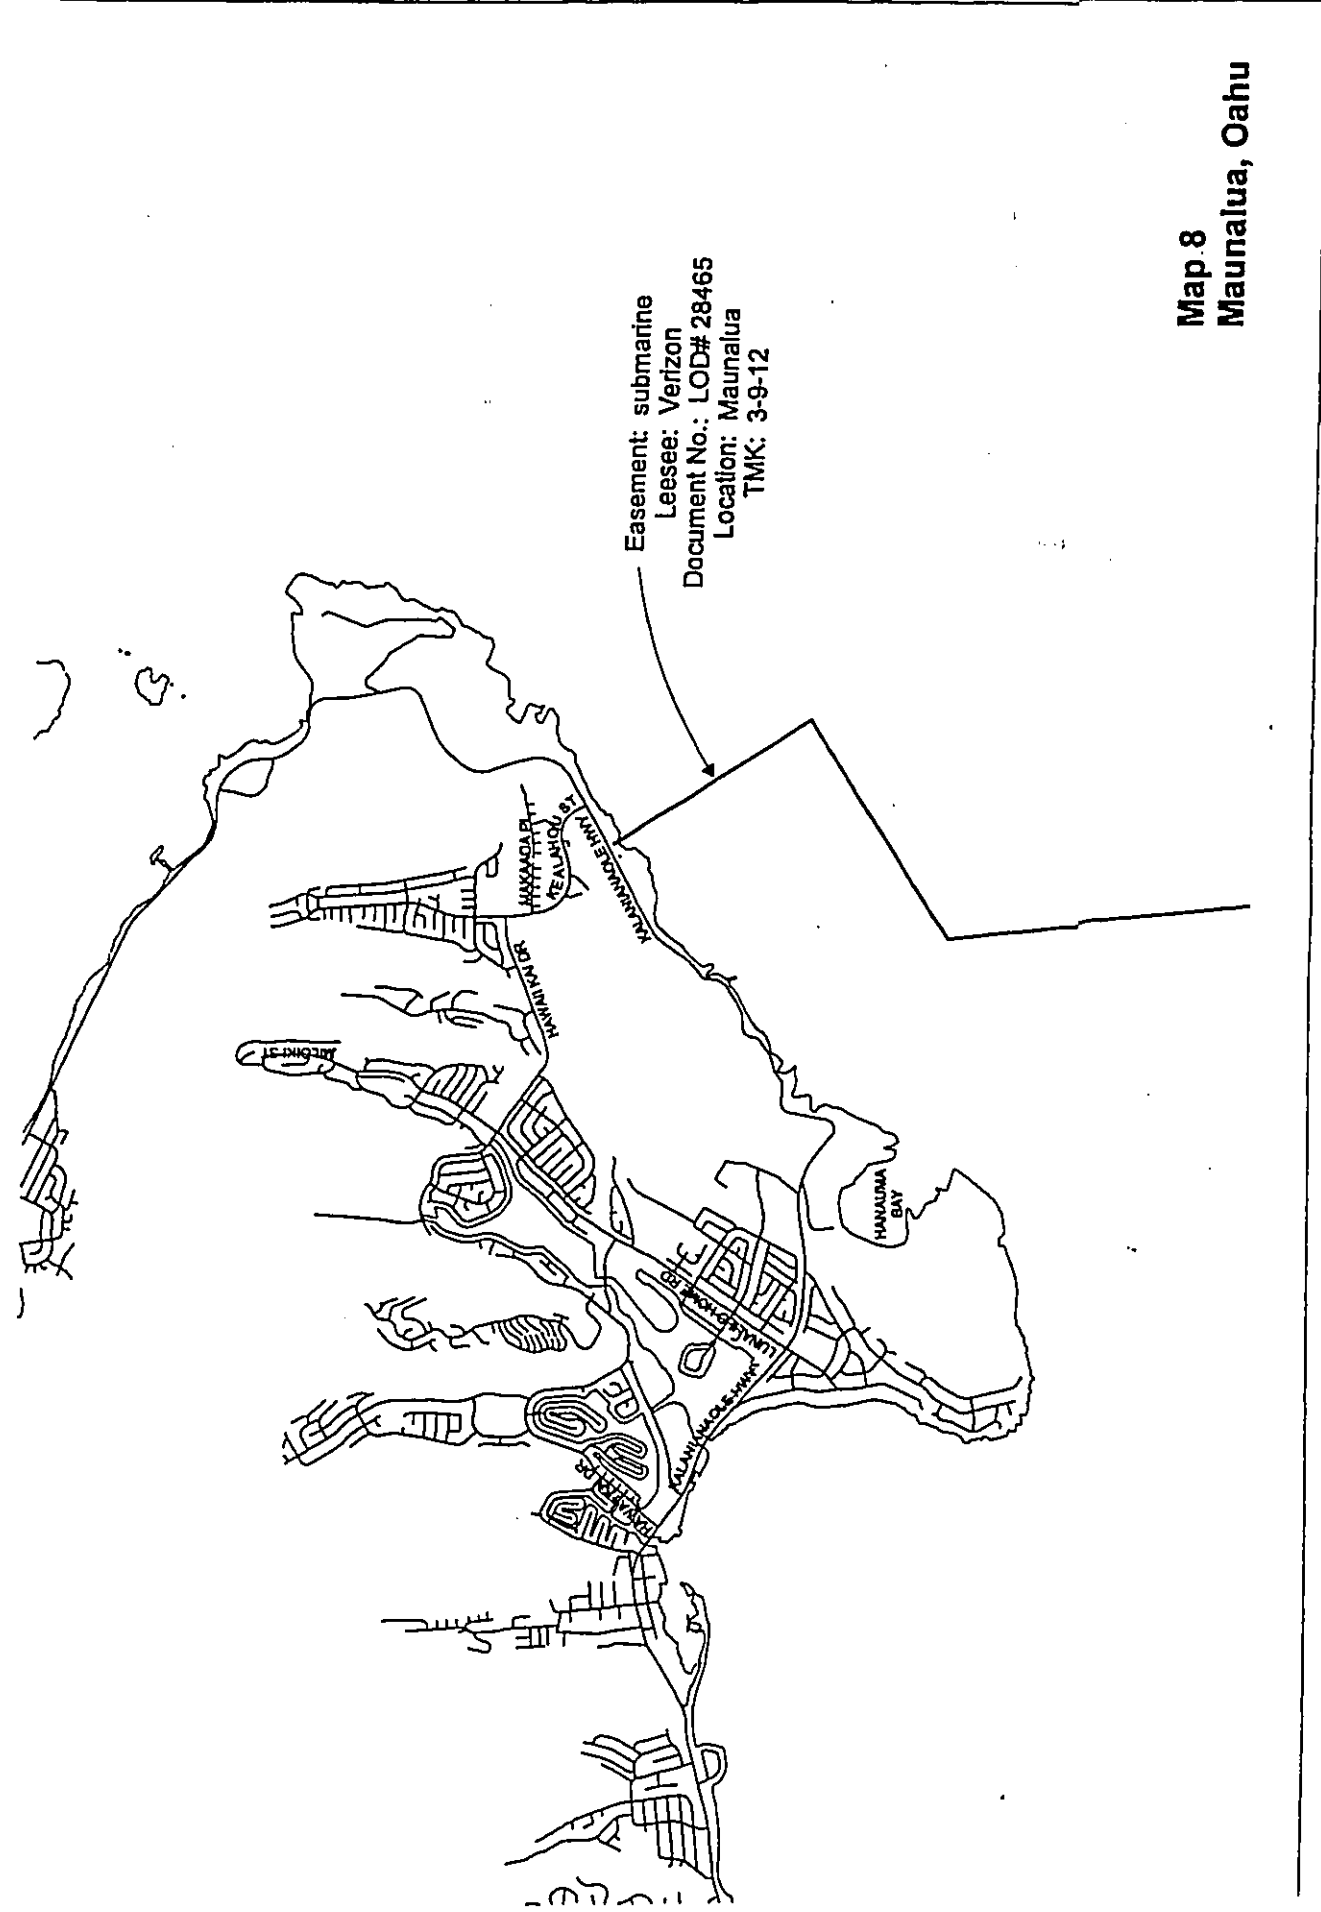 Easement: submarine
Leesee: Verizon
Document No.: LOD# 28465
Location: Maunalua
TMK: 3-9-12
MAKAAOA PL
KEALAHOU ST
KALANIANAOLE HWY
HAWAII KAI DR
HANAUMA
BAY
LUNALILO HOME RD
KALANIANAOLE HWY
HAWAII KAI DR
Map 8
Maunalua, Oahu